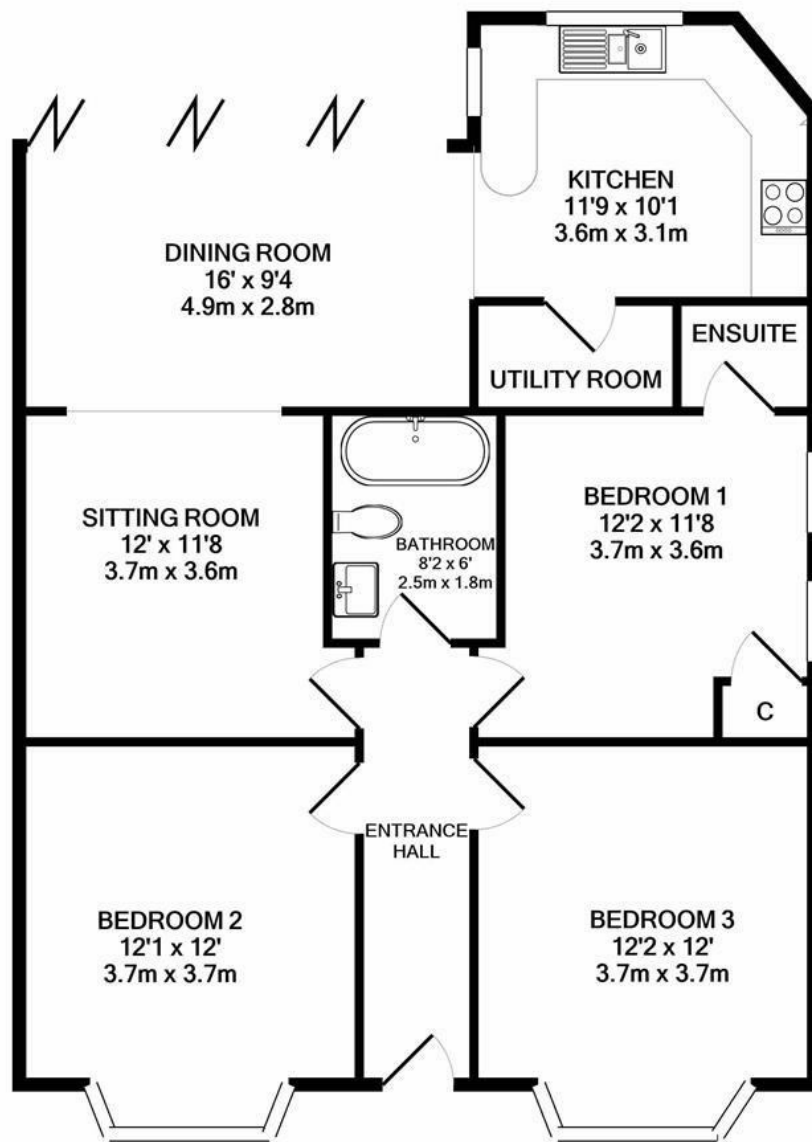 KITCHEN
11'9 x 10'1
3.6m x 3.1m
DINING ROOM
16' x 9'4
4.9m x 2.8m
ENSUITE
UTILITY ROOM
SITTING ROOM
12' x 11'8
3.7m x 3.6m
BATHROOM
8'2 x 6'
2.5m x 1.8m
BEDROOM 1
12'2 x 11'8
3.7m x 3.6m
C
ENTRANCE
HALL
BEDROOM 2
12'1 x 12'
3.7m x 3.7m
BEDROOM 3
12'2 x 12'
3.7m x 3.7m